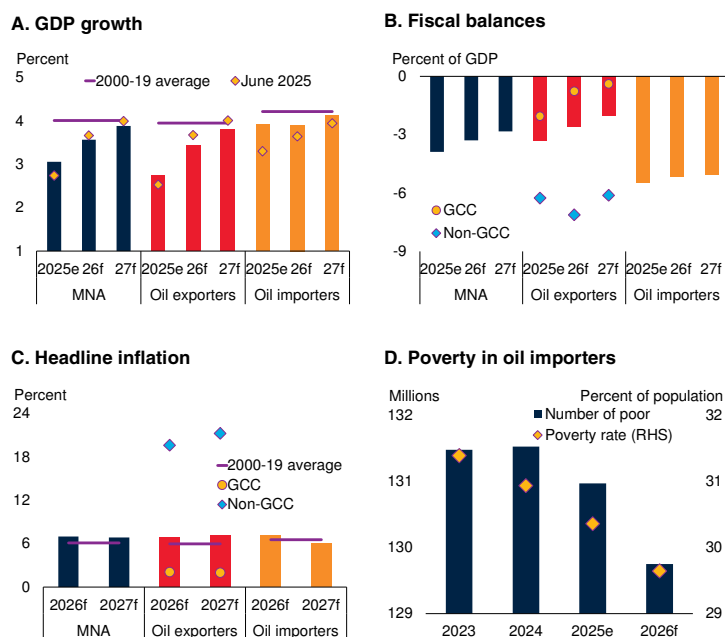 A. GDP growth
Percent
2000-19 average
June 2025
5
4
3
2
1
2025e 26f 27f 2025e 26f 27f 2025e 26f 27f
MNA Oil exporters Oil importers
B. Fiscal balances
Percent of GDP
0
-3
-6
-9
GCC
Non-GCC
2025e 26f 27f 2025e 26f 27f 2025e 26f 27f
MNA Oil exporters Oil importers
C. Headline inflation
Percent
24
18
12
6
0
2000-19 average
GCC
Non-GCC
2026f 2027f 2026f 2027f 2026f 2027f
MNA Oil exporters Oil importers
D. Poverty in oil importers
Millions Percent of population
132 32
131 31
130 30
129 29
Number of poor
Poverty rate (RHS)
2023 2024 2025e 2026f